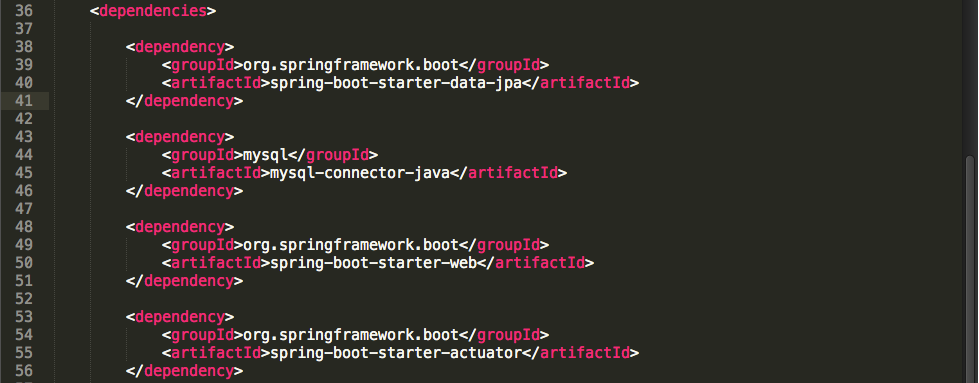 36 <dependencies>
37
38 <dependency>
39 <groupId>org.springframework.boot</groupId>
40 <artifactId>spring-boot-starter-data-jpa</artifactId>
41 </dependency>
42
43 <dependency>
44 <groupId>mysql</groupId>
45 <artifactId>mysql-connector-java</artifactId>
46 </dependency>
47
48 <dependency>
49 <groupId>org.springframework.boot</groupId>
50 <artifactId>spring-boot-starter-web</artifactId>
51 </dependency>
52
53 <dependency>
54 <groupId>org.springframework.boot</groupId>
55 <artifactId>spring-boot-starter-actuator</artifactId>
56 </dependency>